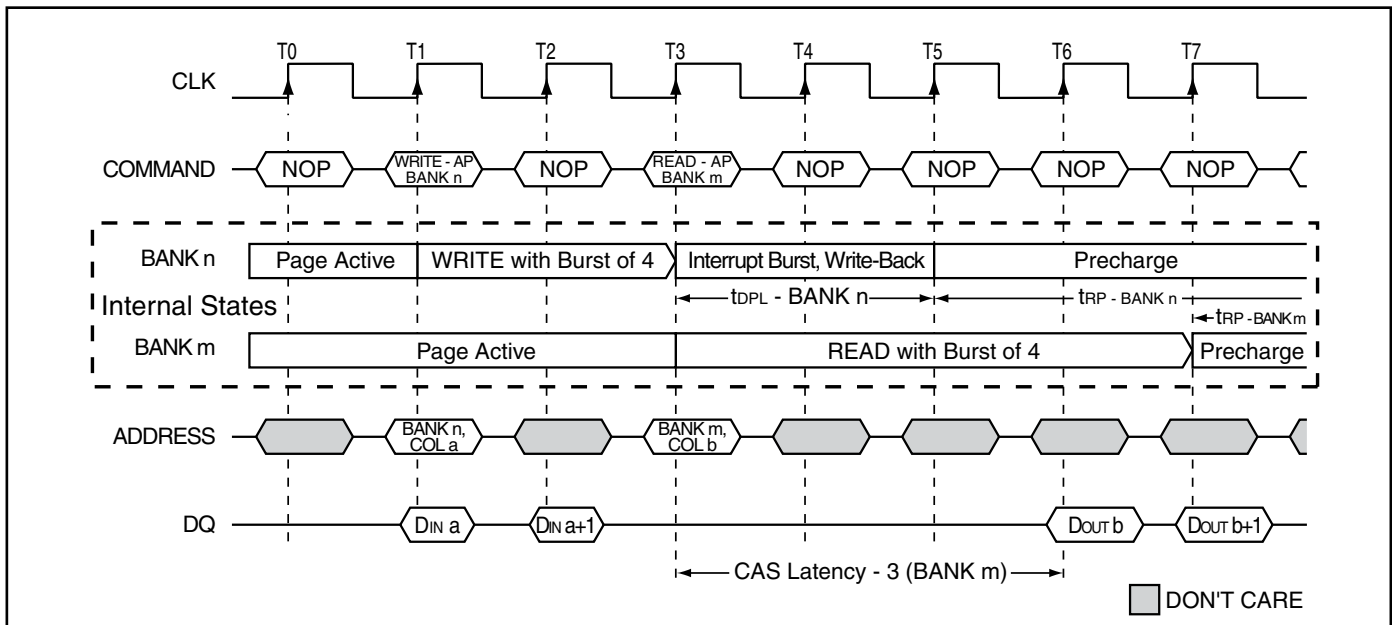 T0 T1 T2 T3 T4 T5 T6 T7
CLK
COMMAND NOP WRITE - AP NOP READ - AP NOP NOP NOP NOP
BANK n BANK m
BANK n Page Active WRITE with Burst of 4 Interrupt Burst, Write-Back Precharge
Internal States tDPL - BANK n tRP - BANK n
tRP - BANK m
BANK m Page Active READ with Burst of 4 Precharge
ADDRESS BANK n, BANK m,
COL a COL b
DQ DIN a DIN a+1 DOUT b DOUT b+1
CAS Latency - 3 (BANK m)
DON'T CARE